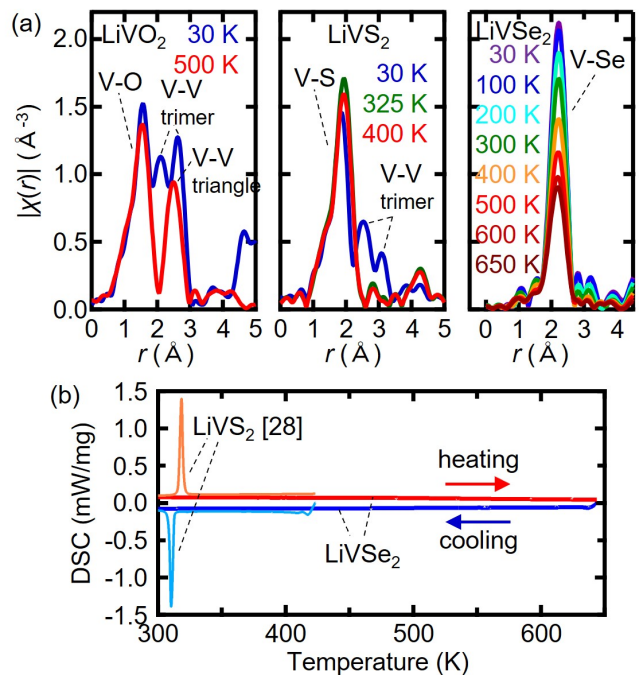 (a)
LiVO₂
30 K
500 K
V-O
V-V
trimer
V-V
triangle
LiVS₂
30 K
325 K
400 K
V-S
V-V
trimer
LiVSe₂
30 K
100 K
200 K
300 K
400 K
500 K
600 K
650 K
V-Se
|χ(r)| (Å⁻³)
2.0
1.5
1.0
0.5
0.0
0 1 2 3 4 5
0 1 2 3 4 5
0 1 2 3 4
r (Å)
r (Å)
r (Å)
(b)
DSC (mW/mg)
1.5
1.0
0.5
0.0
-0.5
-1.0
-1.5
LiVS₂ [28]
heating
LiVSe₂
cooling
300 400 500 600
Temperature (K)